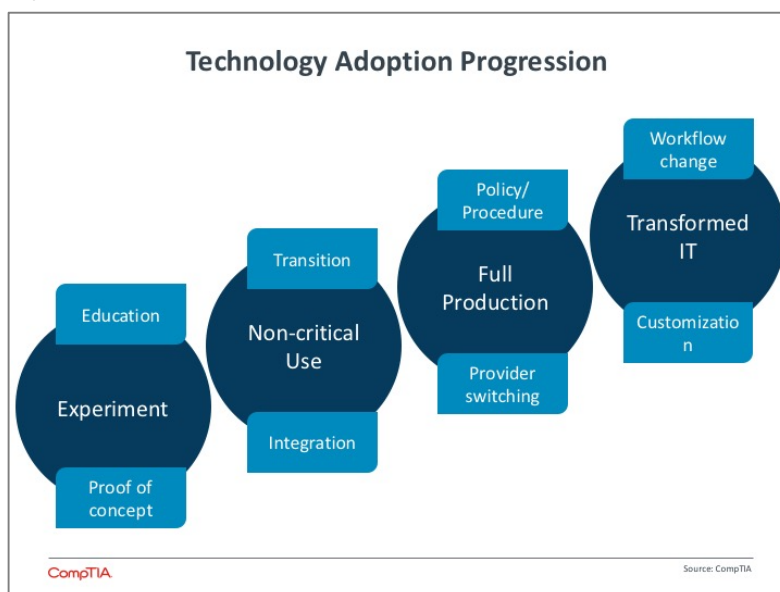 Technology Adoption Progression
Education
Experiment
Proof of
concept
Transition
Non-critical
Use
Integration
Policy/
Procedure
Full
Production
Provider
switching
Workflow
change
Transformed
IT
Customizatio
n
CompTIA.
Source: CompTIA